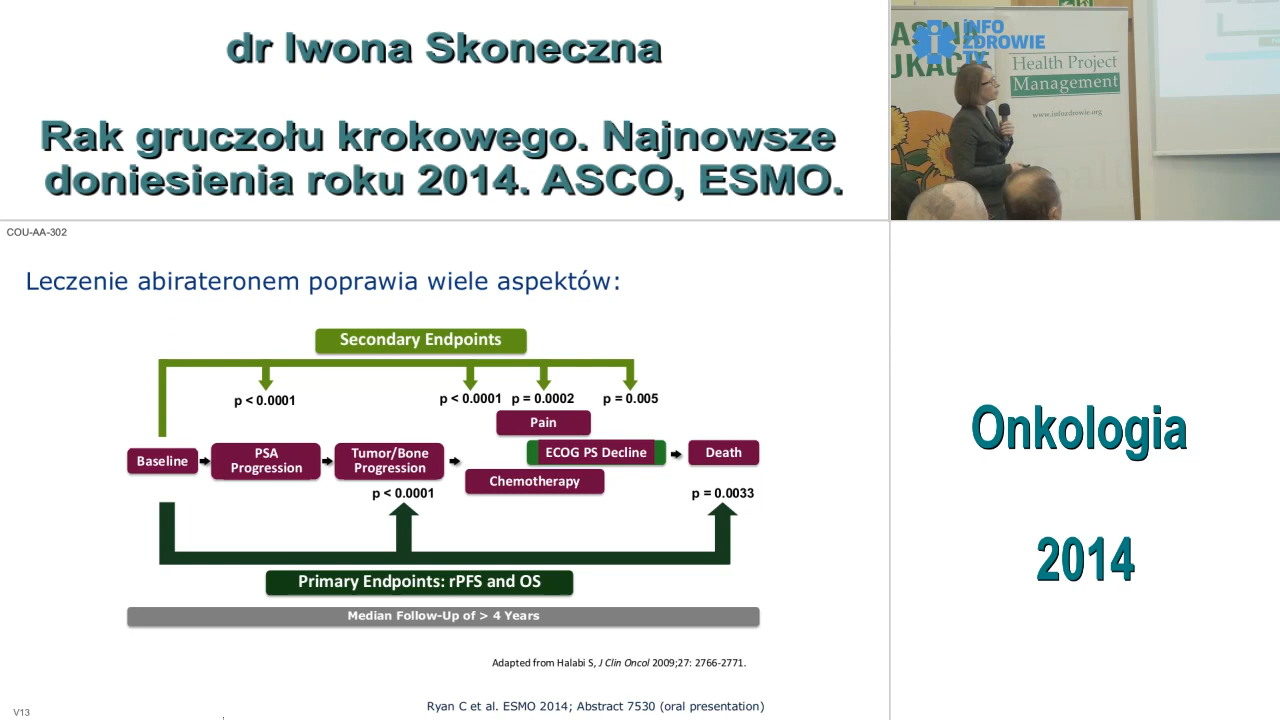 dr Iwona Skoneczna
Rak gruczołu krokowego. Najnowsze
doniesienia roku 2014. ASCO, ESMO.
iNFO
ZDROWIE
TV
Health Project
Management
www.infozdrowie.org
COU-AA-302
Leczenie abirateronem poprawia wiele aspektów:
Secondary Endpoints
p < 0.0001
p < 0.0001
p = 0.0002
p = 0.005
Pain
Baseline
PSA
Progression
Tumor/Bone
Progression
ECOG PS Decline
Death
Chemotherapy
p < 0.0001
p = 0.0033
Primary Endpoints: rPFS and OS
Median Follow-Up of > 4 Years
Adapted from Halabi S, J Clin Oncol 2009;27: 2766-2771.
Ryan C et al. ESMO 2014; Abstract 7530 (oral presentation)
V13
Onkologia
2014